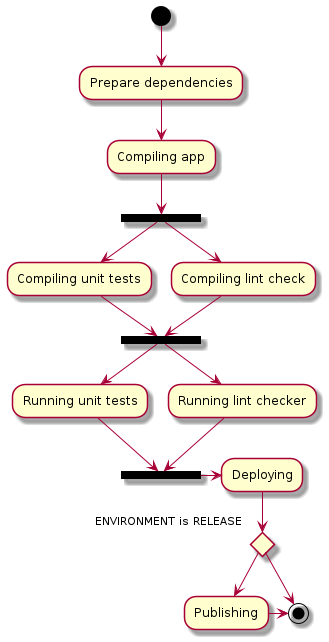 Prepare dependencies
Compiling app
Compiling unit tests
Compiling lint check
Running unit tests
Running lint checker
Deploying
ENVIRONMENT is RELEASE
Publishing